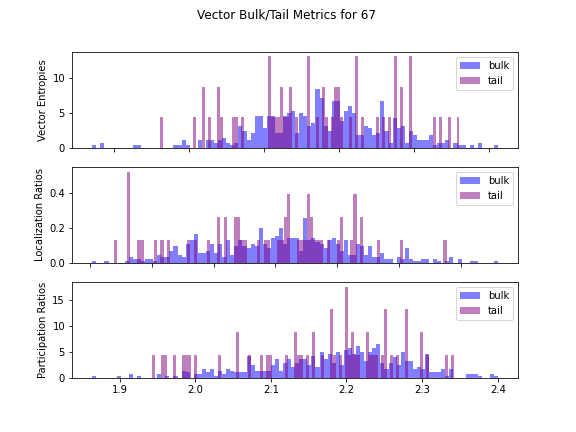 Vector Bulk/Tail Metrics for 67
Vector Entropies
10
5
0
bulk
tail
Localization Ratios
0.4
0.2
0.0
bulk
tail
Participation Ratios
15
10
5
0
bulk
tail
1.9 2.0 2.1 2.2 2.3 2.4